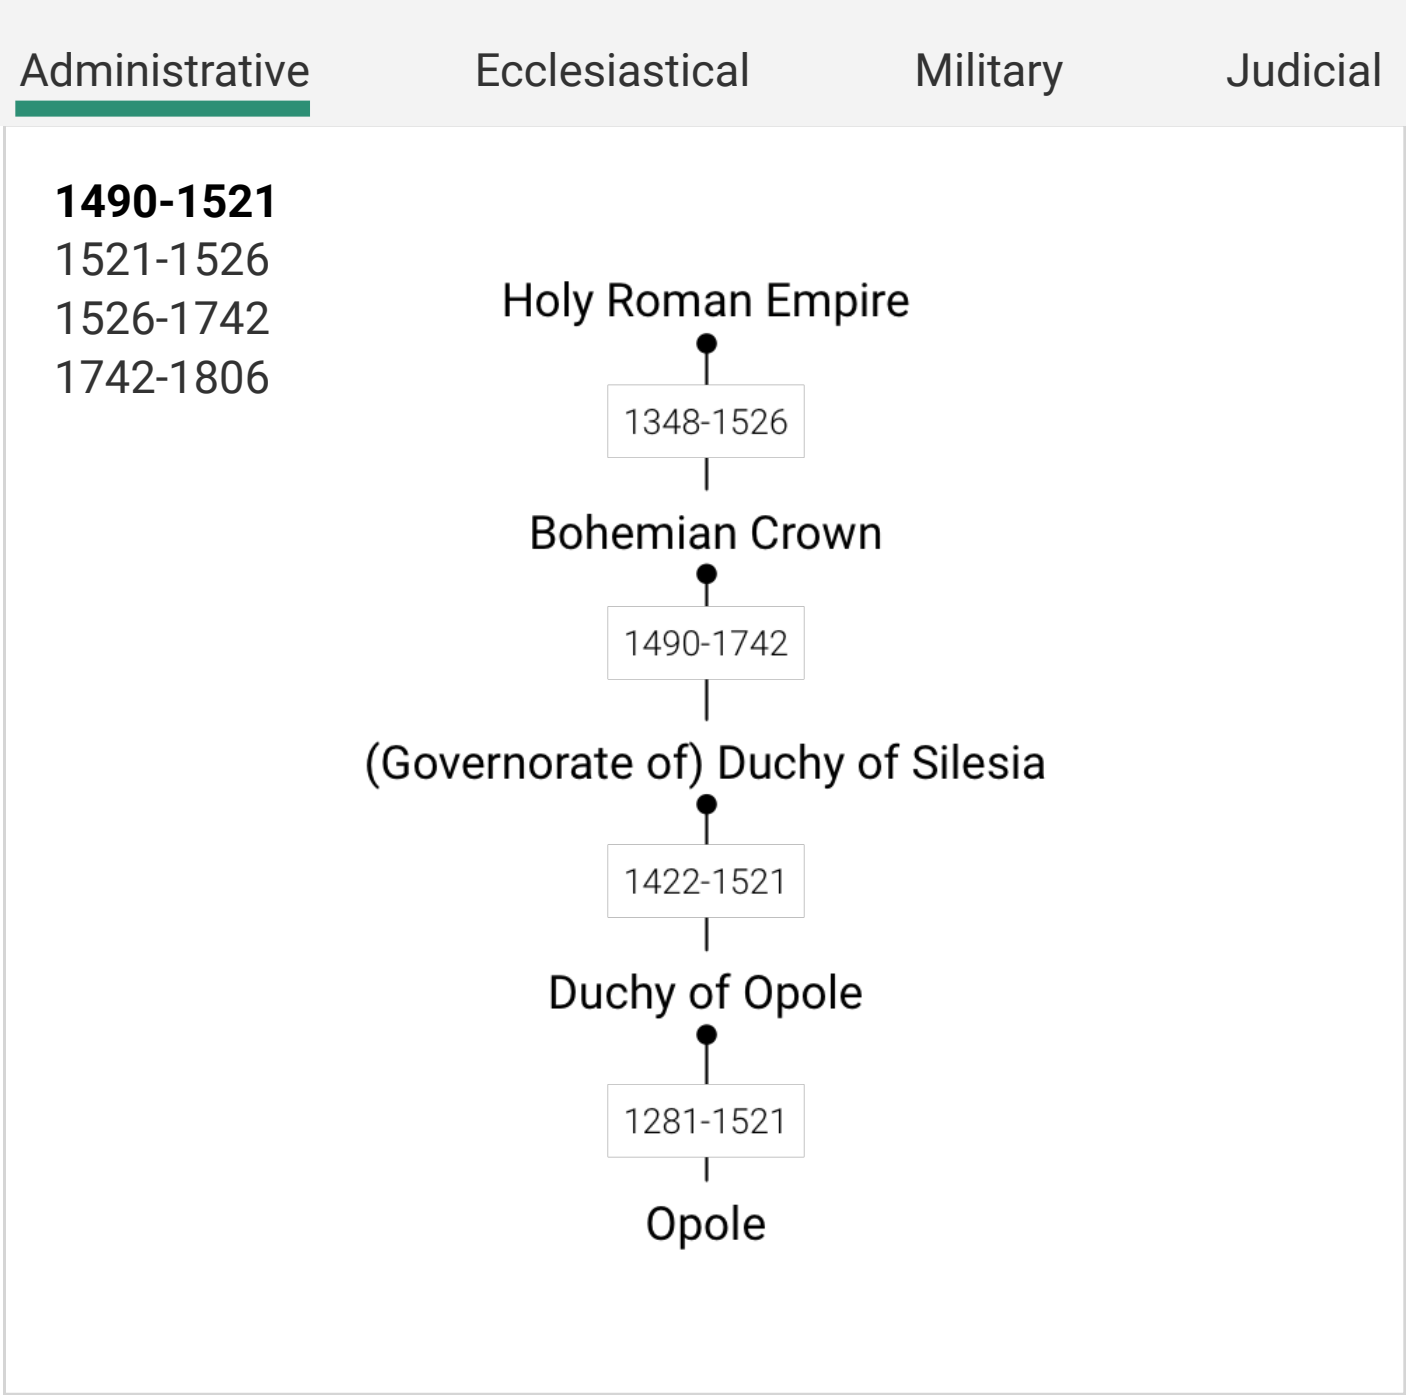 Administrative Ecclesiastical Military Judicial
1490-1521
1521-1526
1526-1742
1742-1806
Holy Roman Empire
1348-1526
Bohemian Crown
1490-1742
(Governorate of) Duchy of Silesia
1422-1521
Duchy of Opole
1281-1521
Opole